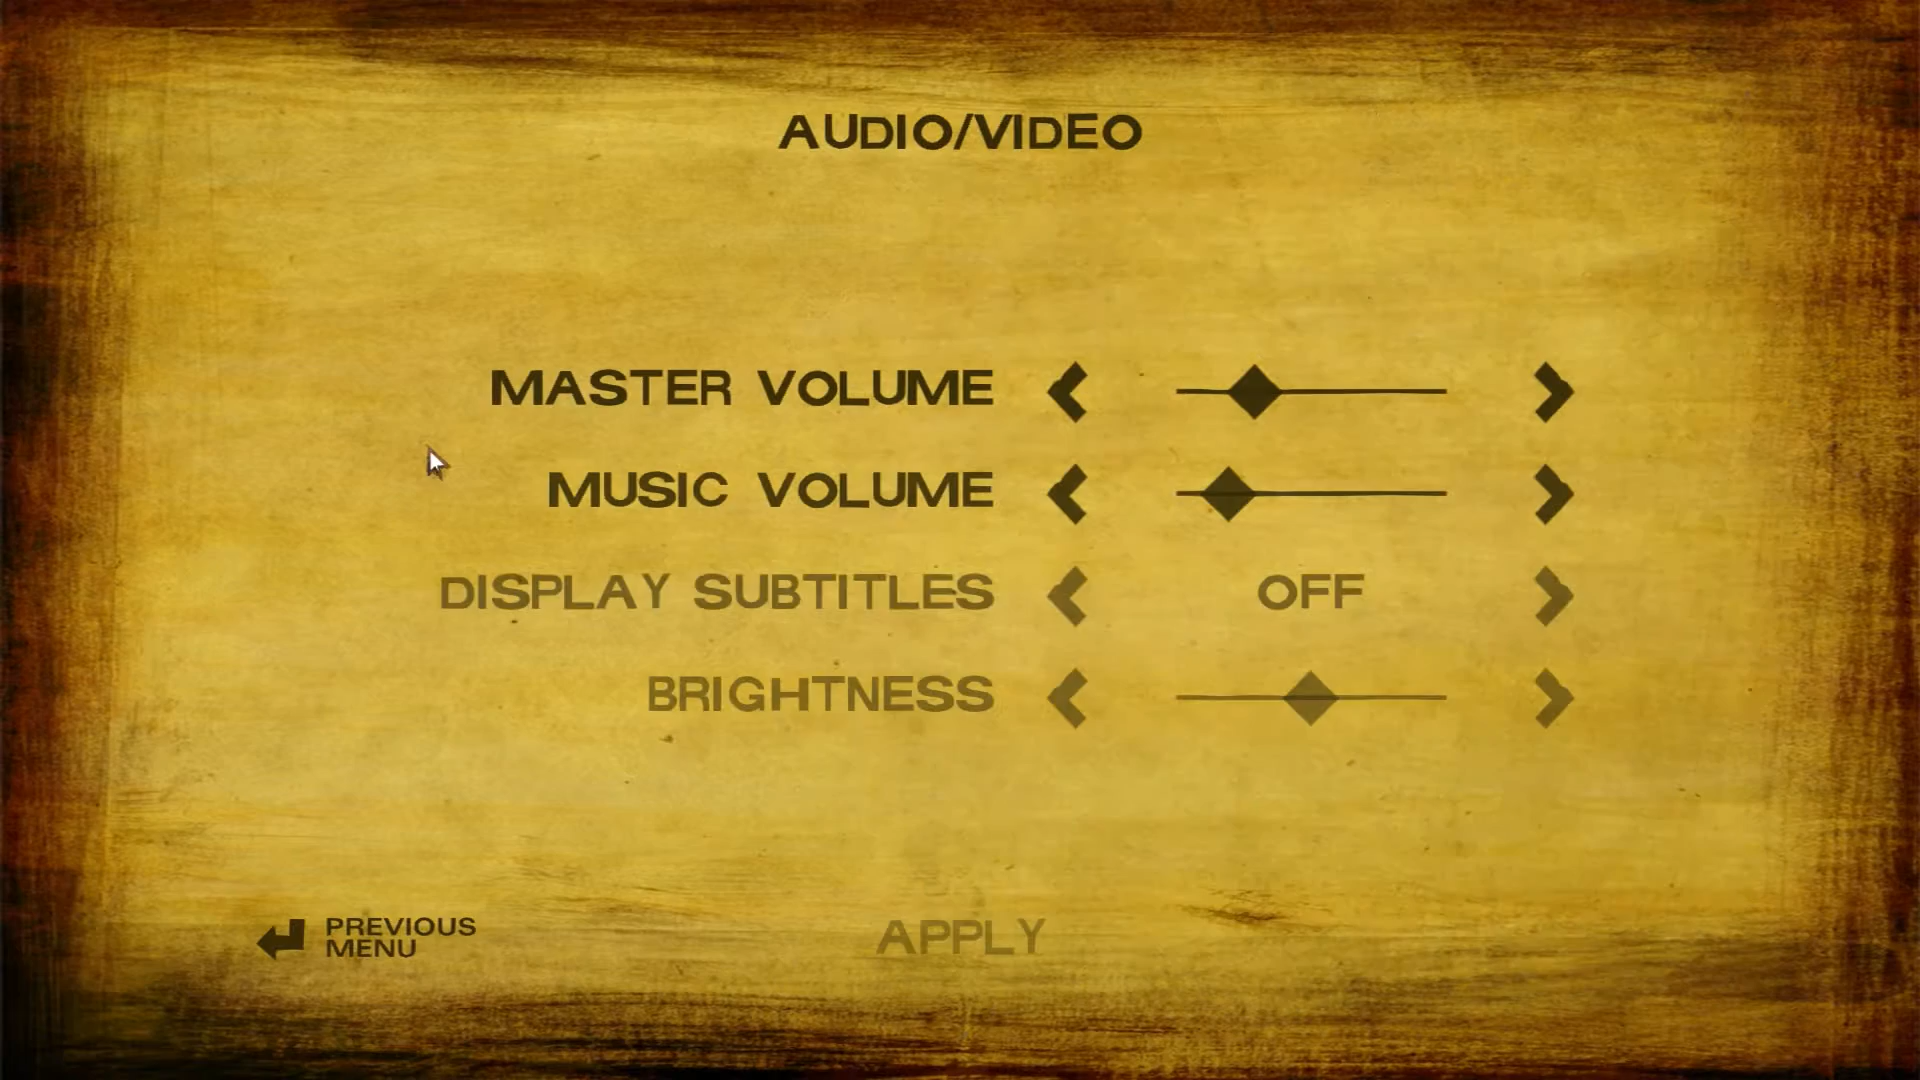 AUDIO/VIDEO
MASTER VOLUME
MUSIC VOLUME
DISPLAY SUBTITLES OFF
BRIGHTNESS
PREVIOUS
MENU
APPLY